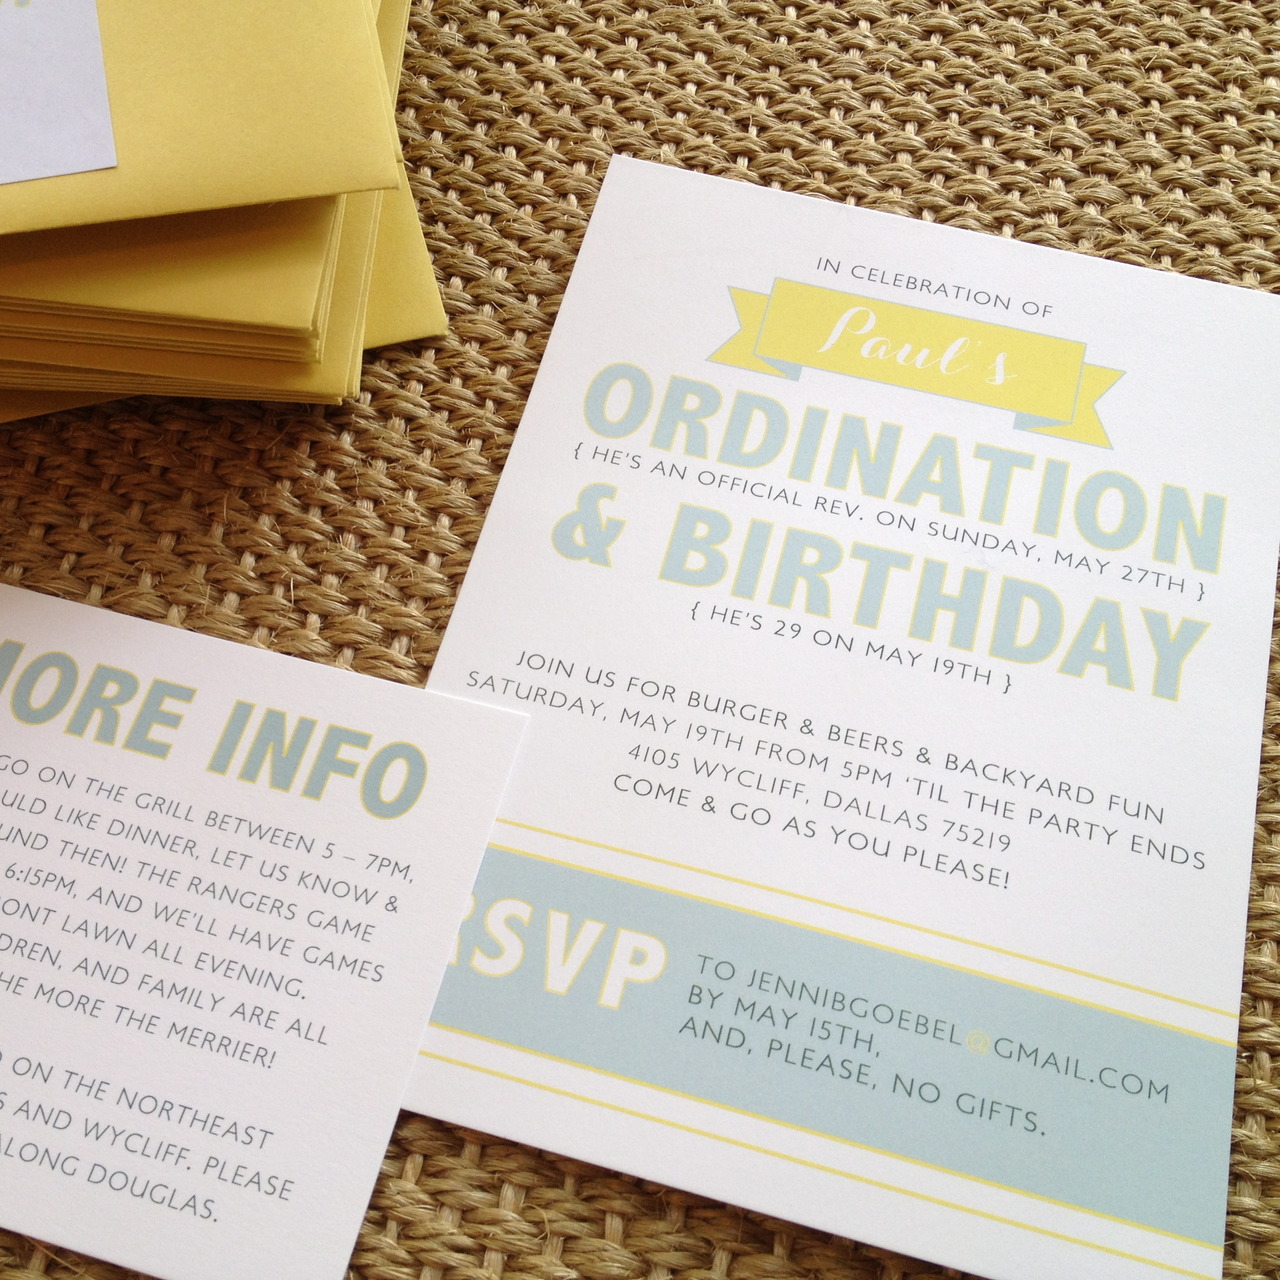 IN CELEBRATION OF
Paul's
ORDINATION
{ HE'S AN OFFICIAL REV. ON SUNDAY, MAY 27TH }
& BIRTHDAY
{ HE'S 29 ON MAY 19TH }
JOIN US FOR BURGER & BEERS & BACKYARD FUN
SATURDAY, MAY 19TH FROM 5PM 'TIL THE PARTY ENDS
4105 WYCLIFF, DALLAS 75219
COME & GO AS YOU PLEASE!
RSVP
TO JENNIBGOEBEL@GMAIL.COM
BY MAY 15TH,
AND, PLEASE, NO GIFTS.
MORE INFO
GO ON THE GRILL BETWEEN 5 – 7PM,
LIKE DINNER, LET US KNOW &
THEN! THE RANGERS GAME
6:15PM, AND WE'LL HAVE GAMES
LAWN ALL EVENING.
AND FAMILY ARE ALL
THE MORE THE MERRIER!
ON THE NORTHEAST
AND WYCLIFF. PLEASE
ALONG DOUGLAS.